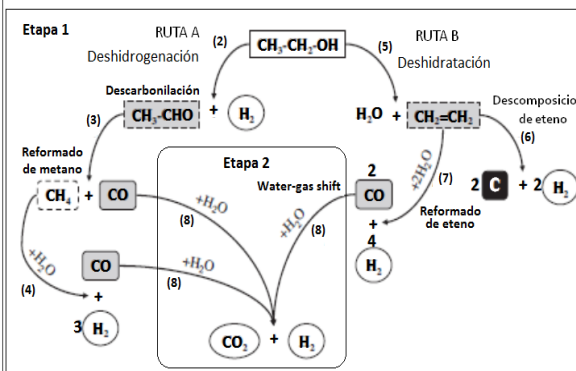 Etapa 1
RUTA A
Deshidrogenación
(2)
CH₃-CH₂-OH
(5)
RUTA B
Deshidratación
Descarbonilación
(3)
CH₃-CHO + H₂
H₂O + CH₂=CH₂
Descomposicio
de eteno
(6)
Reformado
de metano
CH₄ + CO
Etapa 2
+H₂O
(8)
Water-gas shift
2
CO
+
4
H₂
+H₂O
(8)
+2H₂O
(7)
Reformado
de eteno
2 C + 2 H₂
+H₂O
(4)
CO
+
3 H₂
+H₂O
(8)
CO₂ + H₂